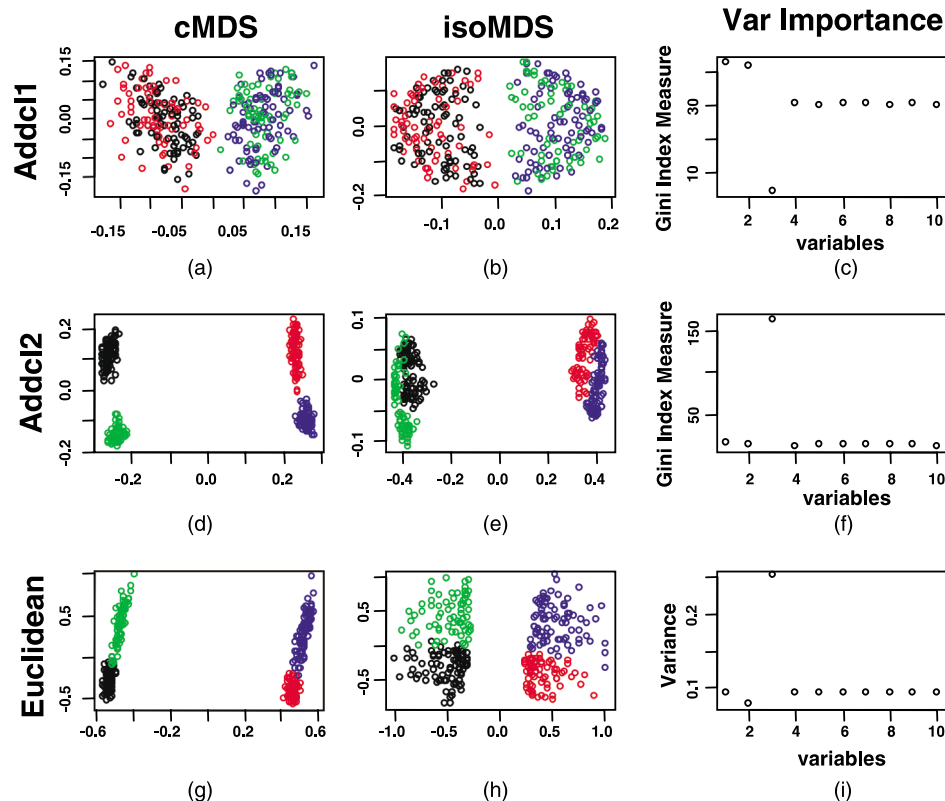 cMDS
isoMDS
Var Importance
Addcl1
0.15
0.00
-0.15
-0.15
-0.05
0.05
0.15
(a)
0.1
0.0
-0.2
-0.1
0.0
0.1
0.2
(b)
Gini Index Measure
30
10
2
4
6
8
10
variables
(c)
Addcl2
0.2
0.0
-0.2
-0.2
0.0
0.2
(d)
0.1
0
-0.1
-0.4
-0.2
0.0
0.2
0.4
(e)
Gini Index Measure
150
50
2
4
6
8
10
variables
(f)
Euclidean
0.5
-0.5
-0.6
-0.2
0.2
0.6
(g)
0.5
-0.5
-1.0
-0.5
0.0
0.5
1.0
(h)
Variance
0.2
0.1
2
4
6
8
10
variables
(i)